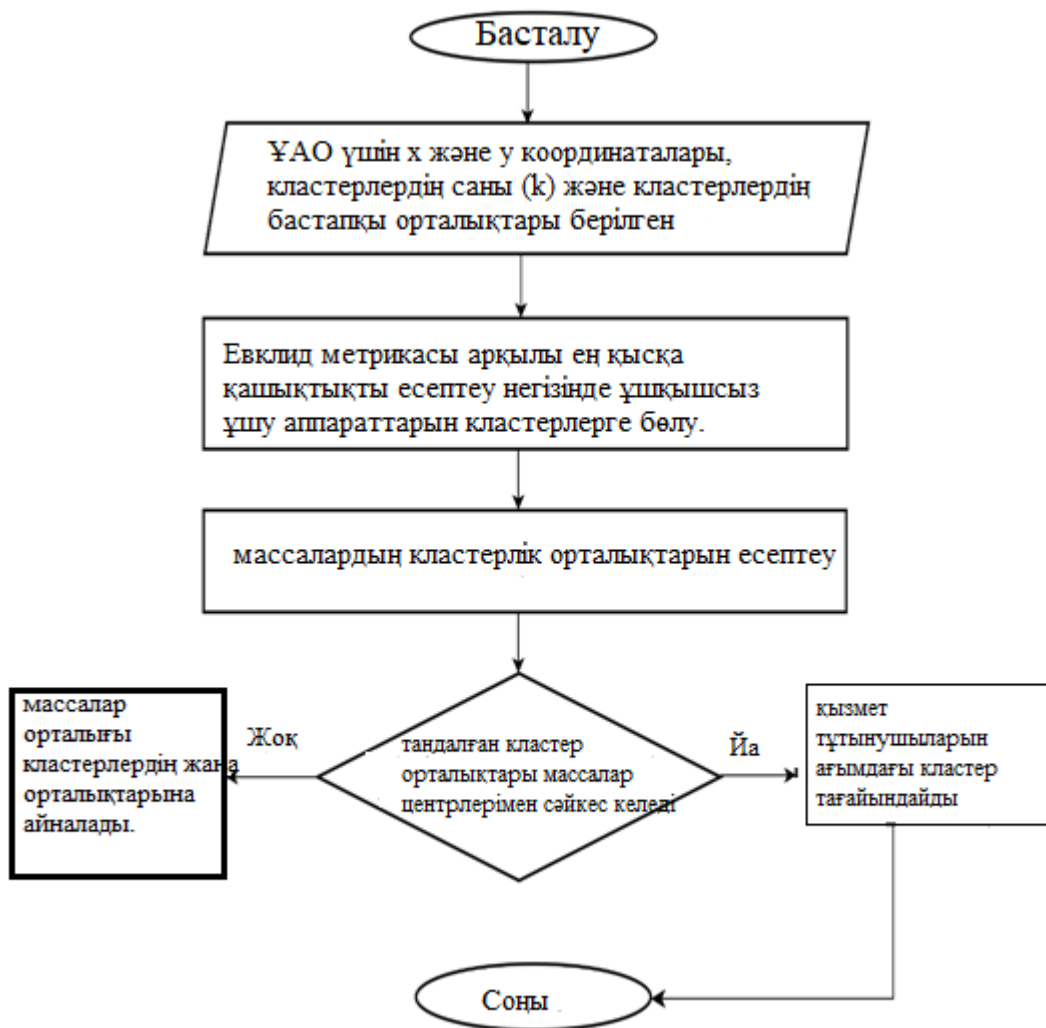 Басталу
ҰАО үшін x және y координаталары,
кластерлердің саны (k) және кластерлердің
бастапқы орталықтары берілген
Евклид метрикасы арқылы ең қысқа
қашықтықты есептеу негізінде ұшқышсыз
ұшу аппараттарын кластерлерге бөлу.
массалардың кластерлік орталықтарын есептеу
массалар
орталығы
кластерлердің жаңа
орталықтарына
айналады.
Жоқ
таңдалған кластер
орталықтары массалар
центрлерімен сәйкес келеді
Йа
қызмет
тұтынушыларын
ағымдағы кластер
тағайындайды
Соңы